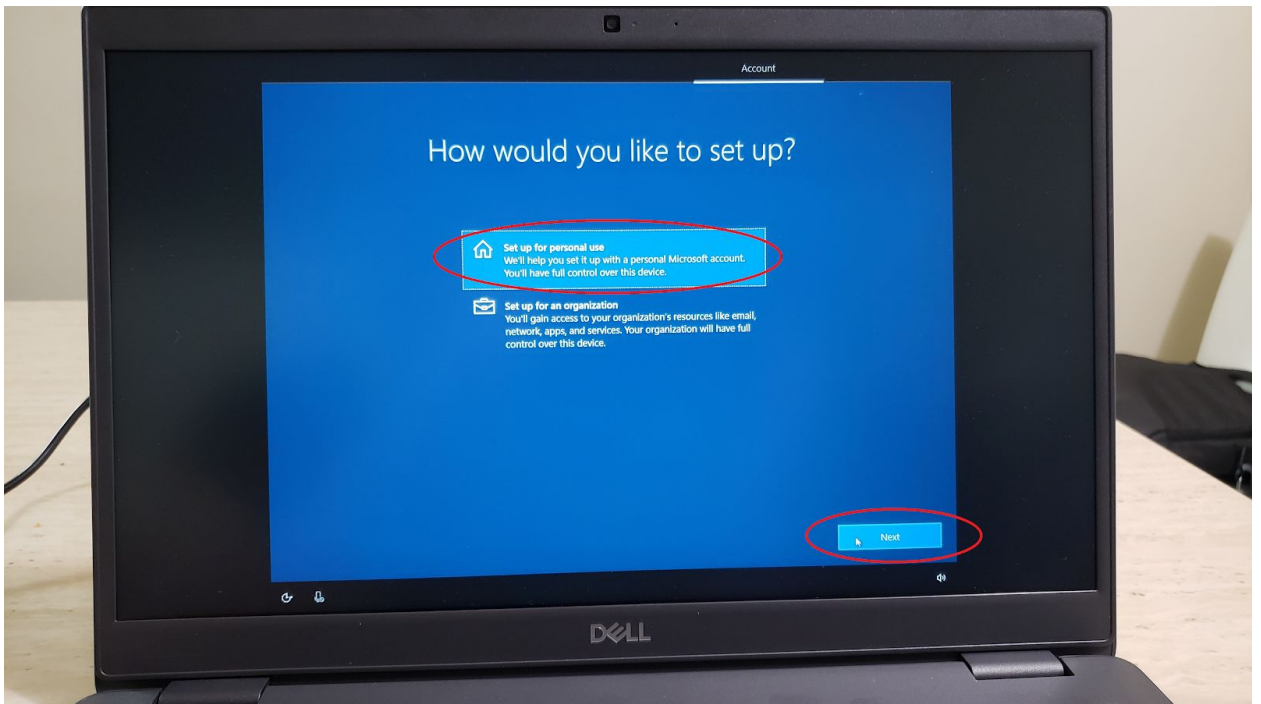 Account
How would you like to set up?
Set up for personal use
We'll help you set it up with a personal Microsoft account.
You'll have full control over this device.
Set up for an organization
You'll gain access to your organization's resources like email,
network, apps, and services. Your organization will have full
control over this device.
Next
DELL